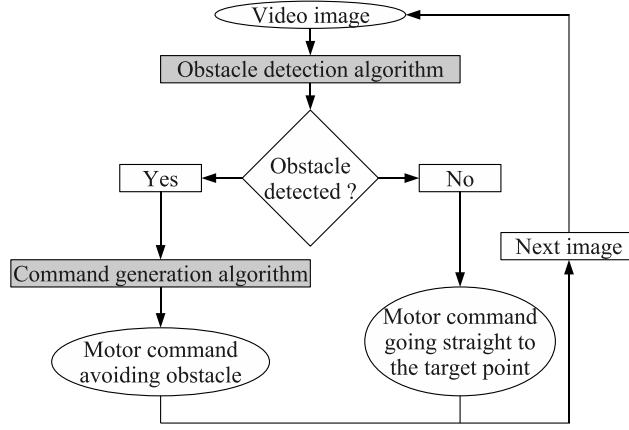 Video image
Obstacle detection algorithm
Obstacle
detected ?
Yes
No
Next image
Command generation algorithm
Motor command
avoiding obstacle
Motor command
going straight to
the target point